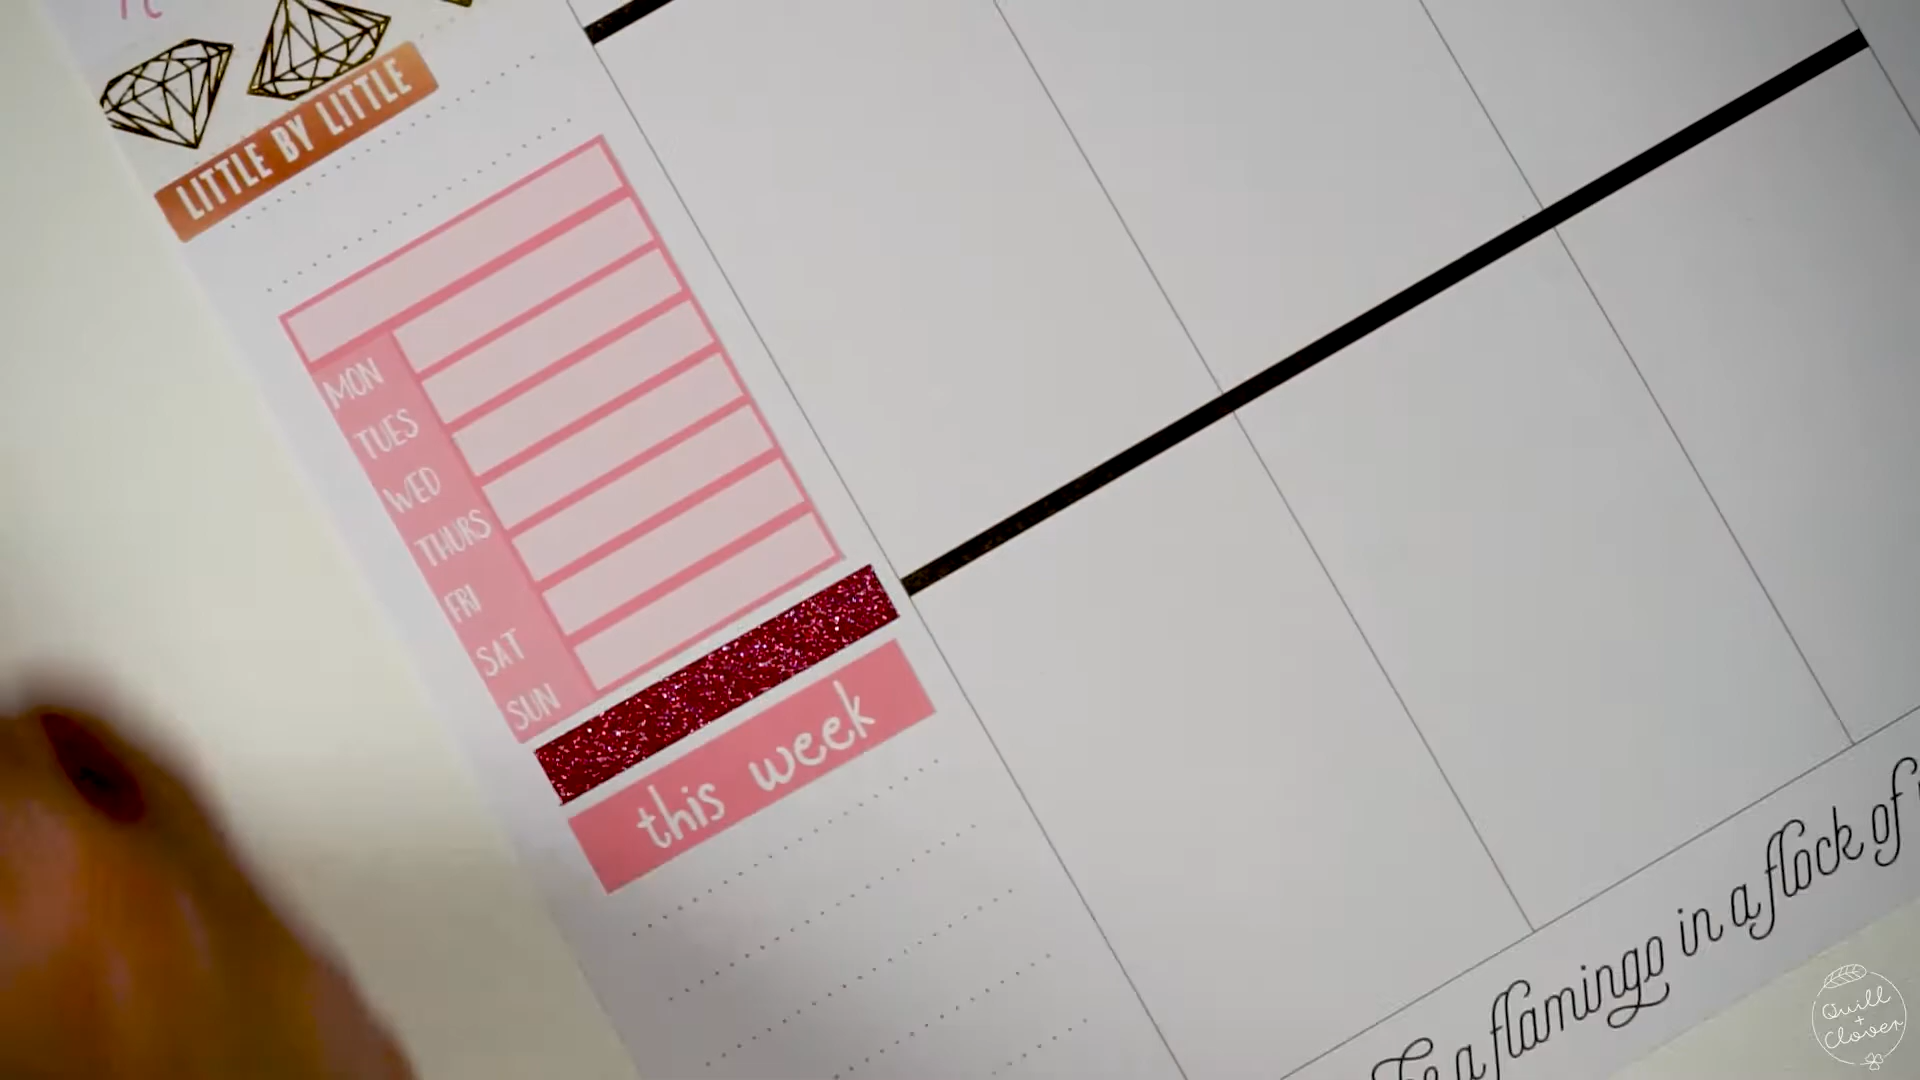 LITTLE BY LITTLE
MON
TUES
WED
THURS
FRI
SAT
SUN
this week
a flamingo in a flock of
Quill
+
Clover